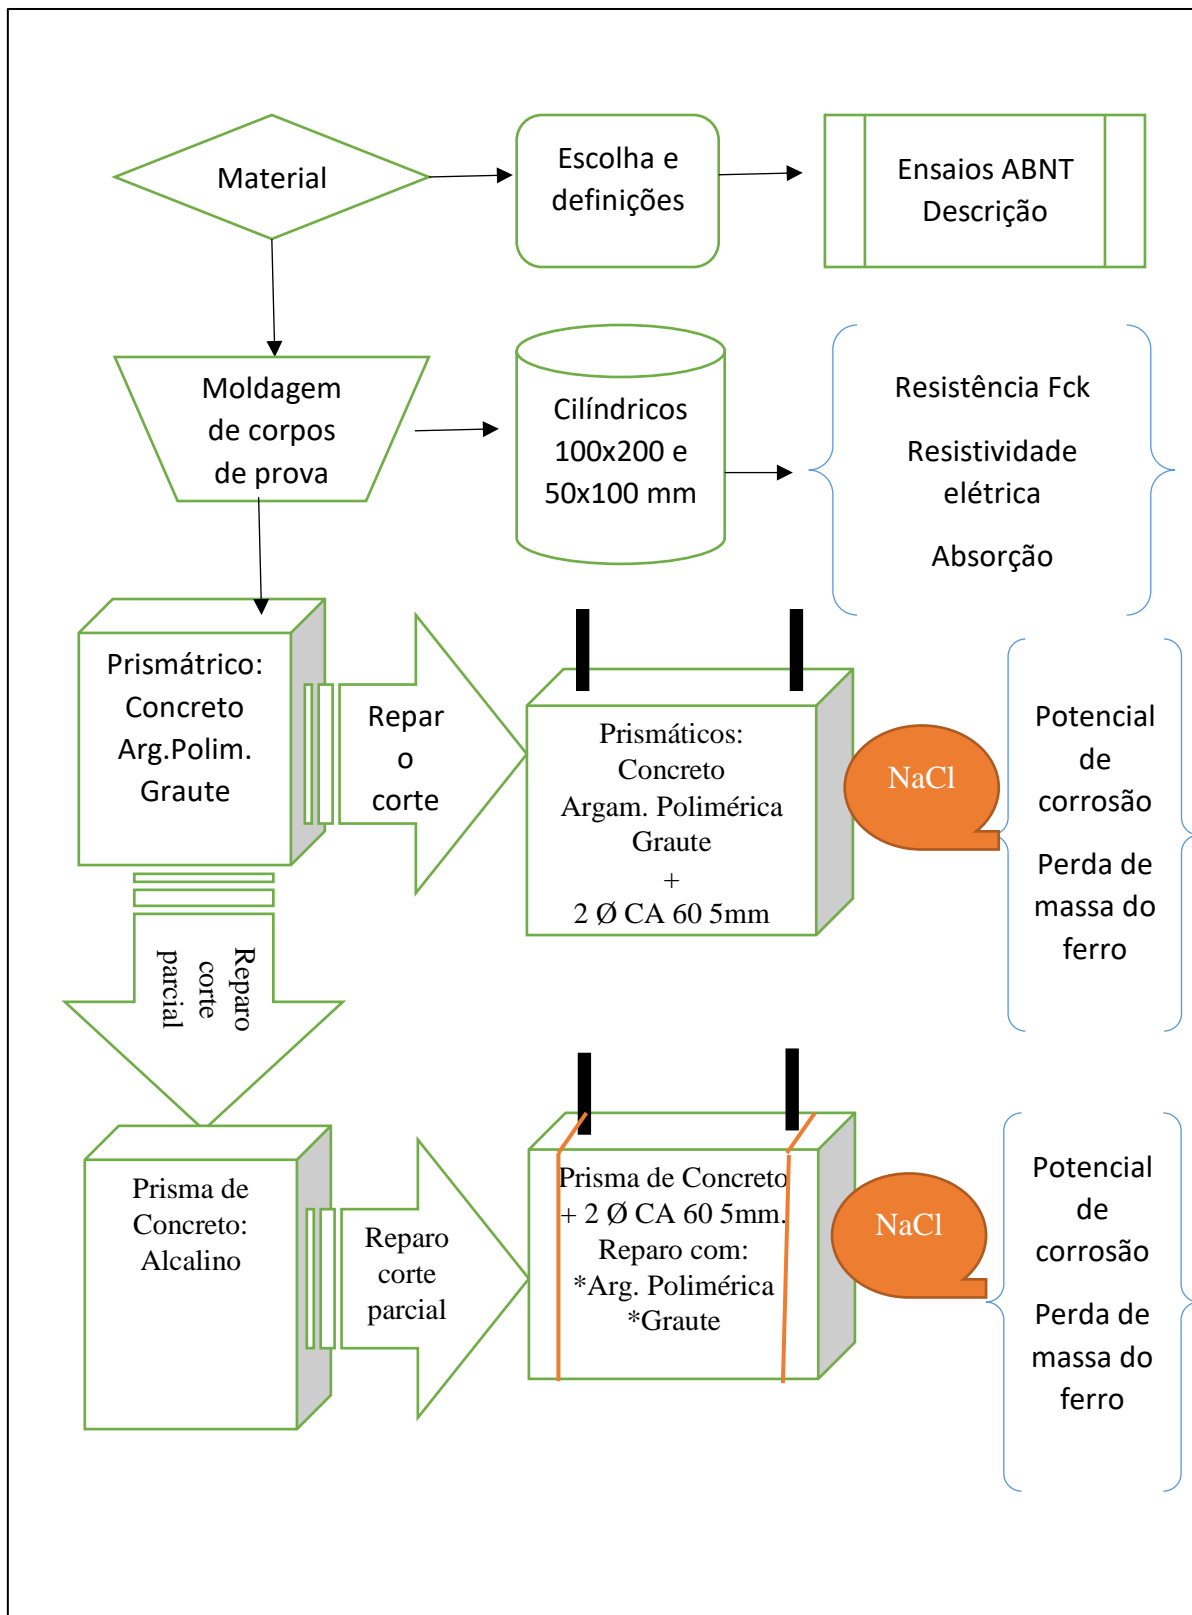 Material
Escolha e
definições
Ensaios ABNT
Descrição
Moldagem
de corpos
de prova
Cilíndricos
100x200 e
50x100 mm
Resistência Fck
Resistividade
elétrica
Absorção
Prismátrico:
Concreto
Arg.Polim.
Graute
Repar
o
corte
Prismáticos:
Concreto
Argam. Polimérica
Graute
+
2 Ø CA 60 5mm
NaCl
Potencial
de
corrosão
Perda de
massa do
ferro
Reparo
corte
parcial
Prisma de
Concreto:
Alcalino
Reparo
corte
parcial
Prisma de Concreto
+ 2 Ø CA 60 5mm.
Reparo com:
*Arg. Polimérica
*Graute
NaCl
Potencial
de
corrosão
Perda de
massa do
ferro